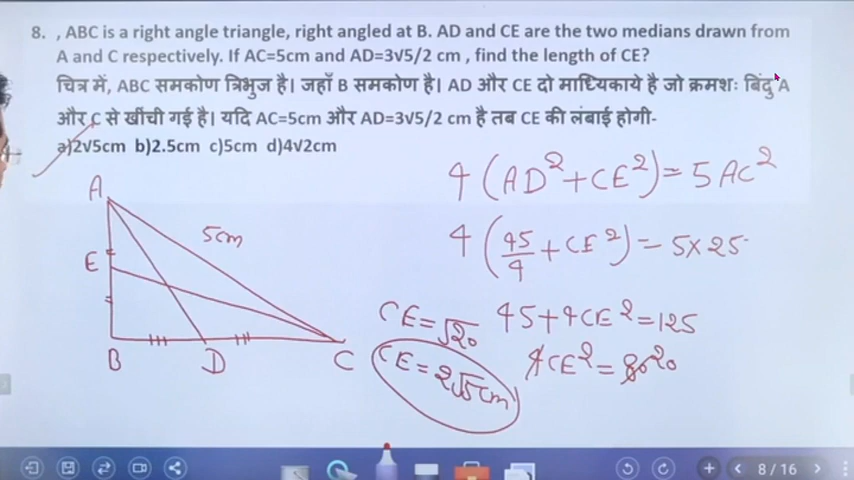 8. , ABC is a right angle triangle, right angled at B. AD and CE are the two medians drawn from
A and C respectively. If AC=5cm and AD=3√5/2 cm , find the length of CE?
चित्र में, ABC समकोण त्रिभुज है। जहाँ B समकोण है। AD और CE दो माध्यिकाये है जो क्रमशः बिंदु A
और C से खींची गई है। यदि AC=5cm और AD=3√5/2 cm है तब CE की लंबाई होगी-
a)2√5cm b)2.5cm c)5cm d)4√2cm
4(AD²+CE²)=5AC²
A
5cm
4(45/4+CE²)=5×25
E
CE=√20 45+4CE²=125
B D C
CE=2√5cm 4CE²=80 20
8 / 16